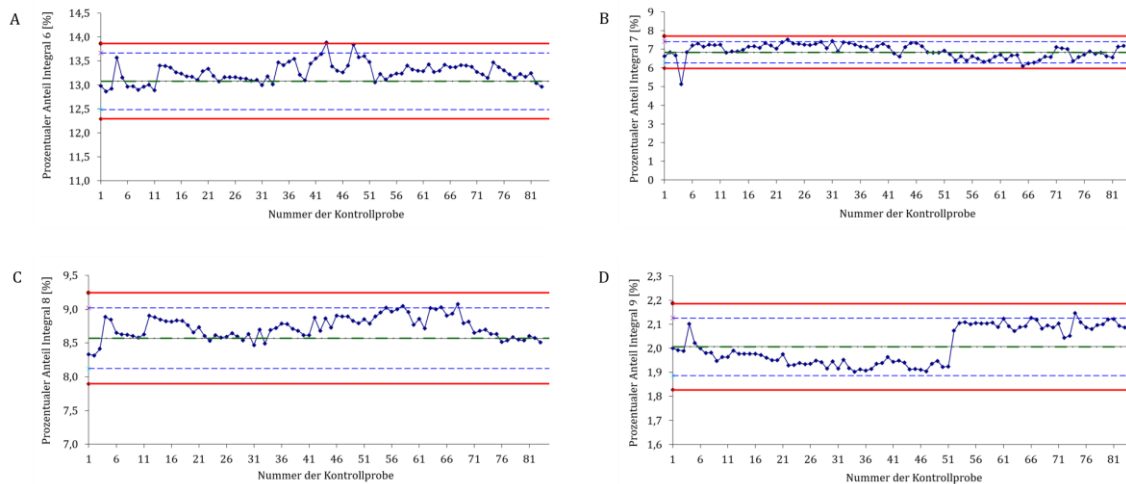 A
Prozentualer Anteil Integral 6 [%]
14,5
14,0
13,5
13,0
12,5
12,0
11,5
11,0
1 6 11 16 21 26 31 36 41 46 51 56 61 66 71 76 81
Nummer der Kontrollprobe
B
Prozentualer Anteil Integral 7 [%]
9
8
7
6
5
4
3
2
1
0
1 6 11 16 21 26 31 36 41 46 51 56 61 66 71 76 81
Nummer der Kontrollprobe
C
Prozentualer Anteil Integral 8 [%]
9,5
9,0
8,5
8,0
7,5
7,0
1 6 11 16 21 26 31 36 41 46 51 56 61 66 71 76 81
Nummer der Kontrollprobe
D
Prozentualer Anteil Integral 9 [%]
2,3
2,2
2,1
2,0
1,9
1,8
1,7
1,6
1 6 11 16 21 26 31 36 41 46 51 56 61 66 71 76 81
Nummer der Kontrollprobe